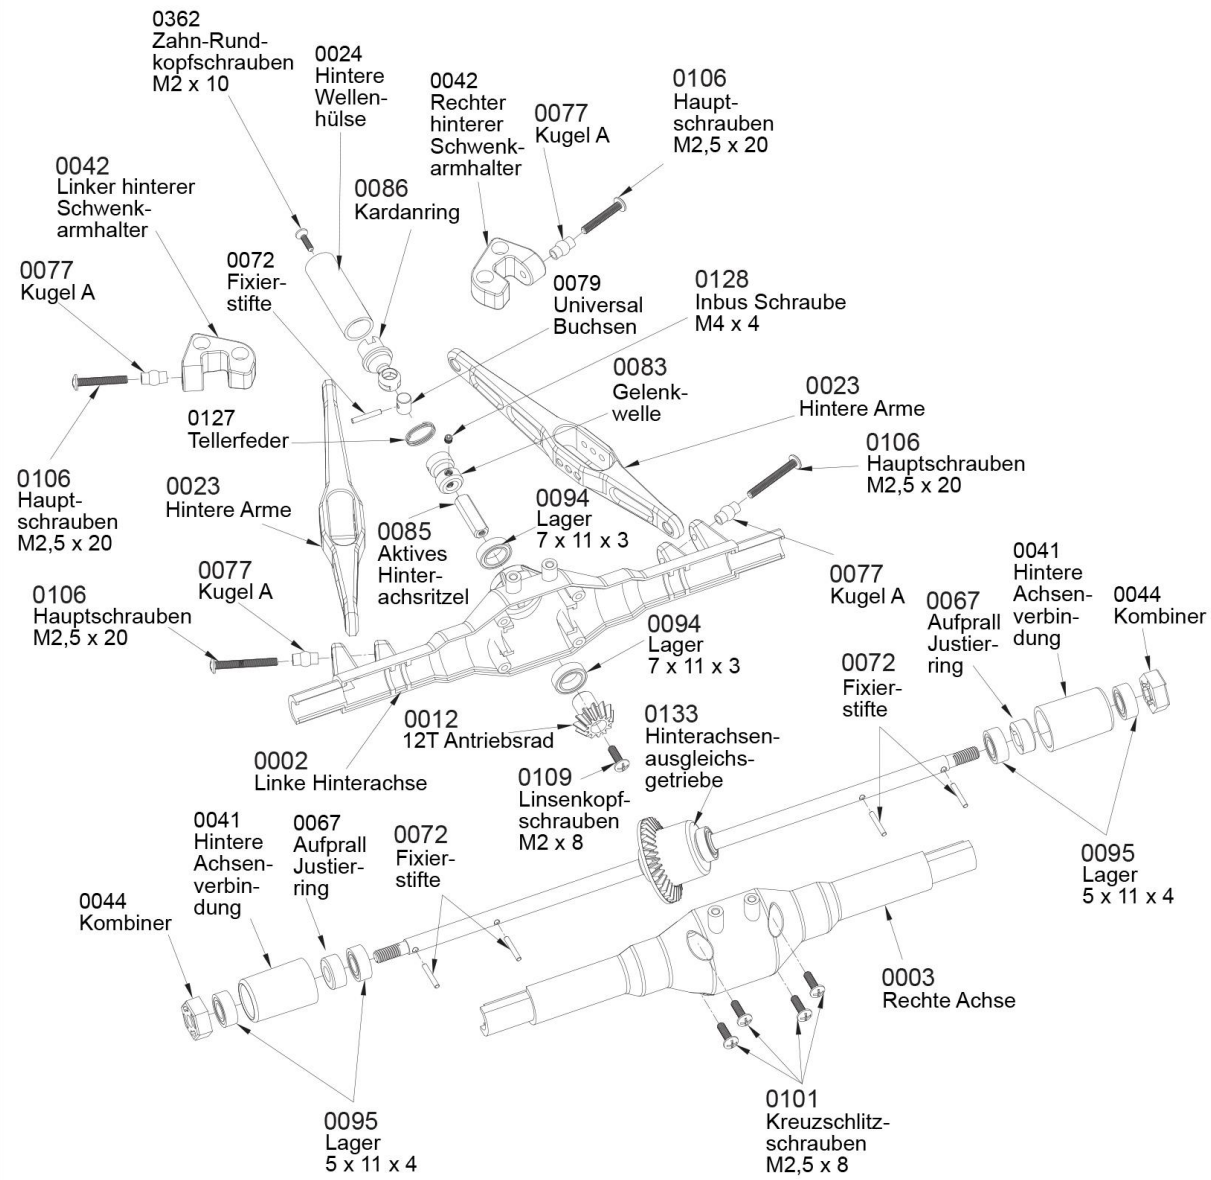 0362
Zahn-Rund-
kopfschrauben
M2 x 10
0024
Hintere
Wellen-
hülse
0042
Rechter
hinterer
Schwenk-
armhalter
0077
Kugel A
0106
Haupt-
schrauben
M2,5 x 20
0042
Linker hinterer
Schwenk-
armhalter
0086
Kardanring
0077
Kugel A
0072
Fixier-
stifte
0079
Universal
Buchsen
0128
Inbus Schraube
M4 x 4
0083
Gelenk-
welle
0023
Hintere Arme
0127
Tellerfeder
0106
Hauptschrauben
M2,5 x 20
0106
Haupt-
schrauben
M2,5 x 20
0023
Hintere Arme
0085
Aktives
Hinter-
achsritzel
0094
Lager
7 x 11 x 3
0077
Kugel A
0041
Hintere
Achsen-
verbin-
dung
0044
Kombiner
0067
Aufprall
Justier-
ring
0077
Kugel A
0106
Hauptschrauben
M2,5 x 20
0094
Lager
7 x 11 x 3
0072
Fixier-
stifte
0012
12T Antriebsrad
0133
Hinterachsen-
ausgleichs-
getriebe
0002
Linke Hinterachse
0109
Linsenkopf-
schrauben
M2 x 8
0041
Hintere
Achsen-
verbin-
dung
0067
Aufprall
Justier-
ring
0072
Fixier-
stifte
0044
Kombiner
0095
Lager
5 x 11 x 4
0003
Rechte Achse
0095
Lager
5 x 11 x 4
0101
Kreuzschlitz-
schrauben
M2,5 x 8